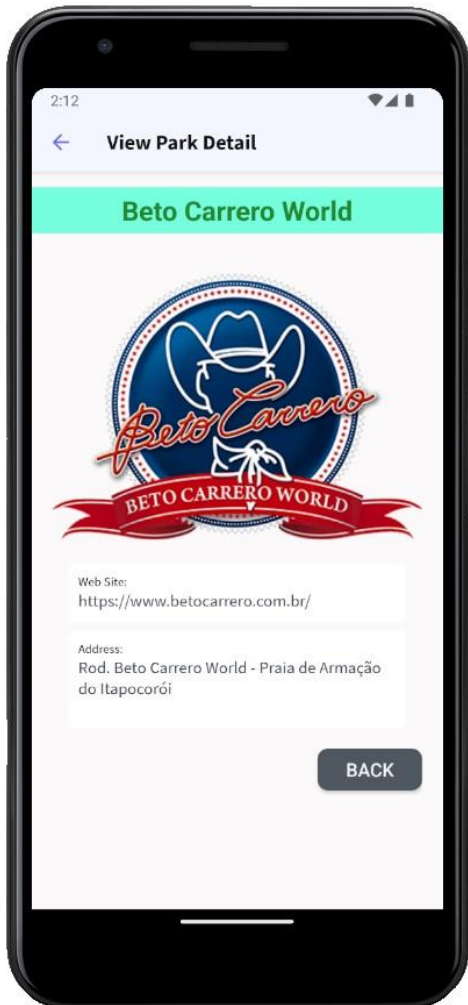 2:12
View Park Detail
Beto Carrero World
Beto Carrero
BETO CARRERO WORLD
Web Site:
https://www.betocarrero.com.br/
Address:
Rod. Beto Carrero World - Praia de Armação
do Itapocorói
BACK